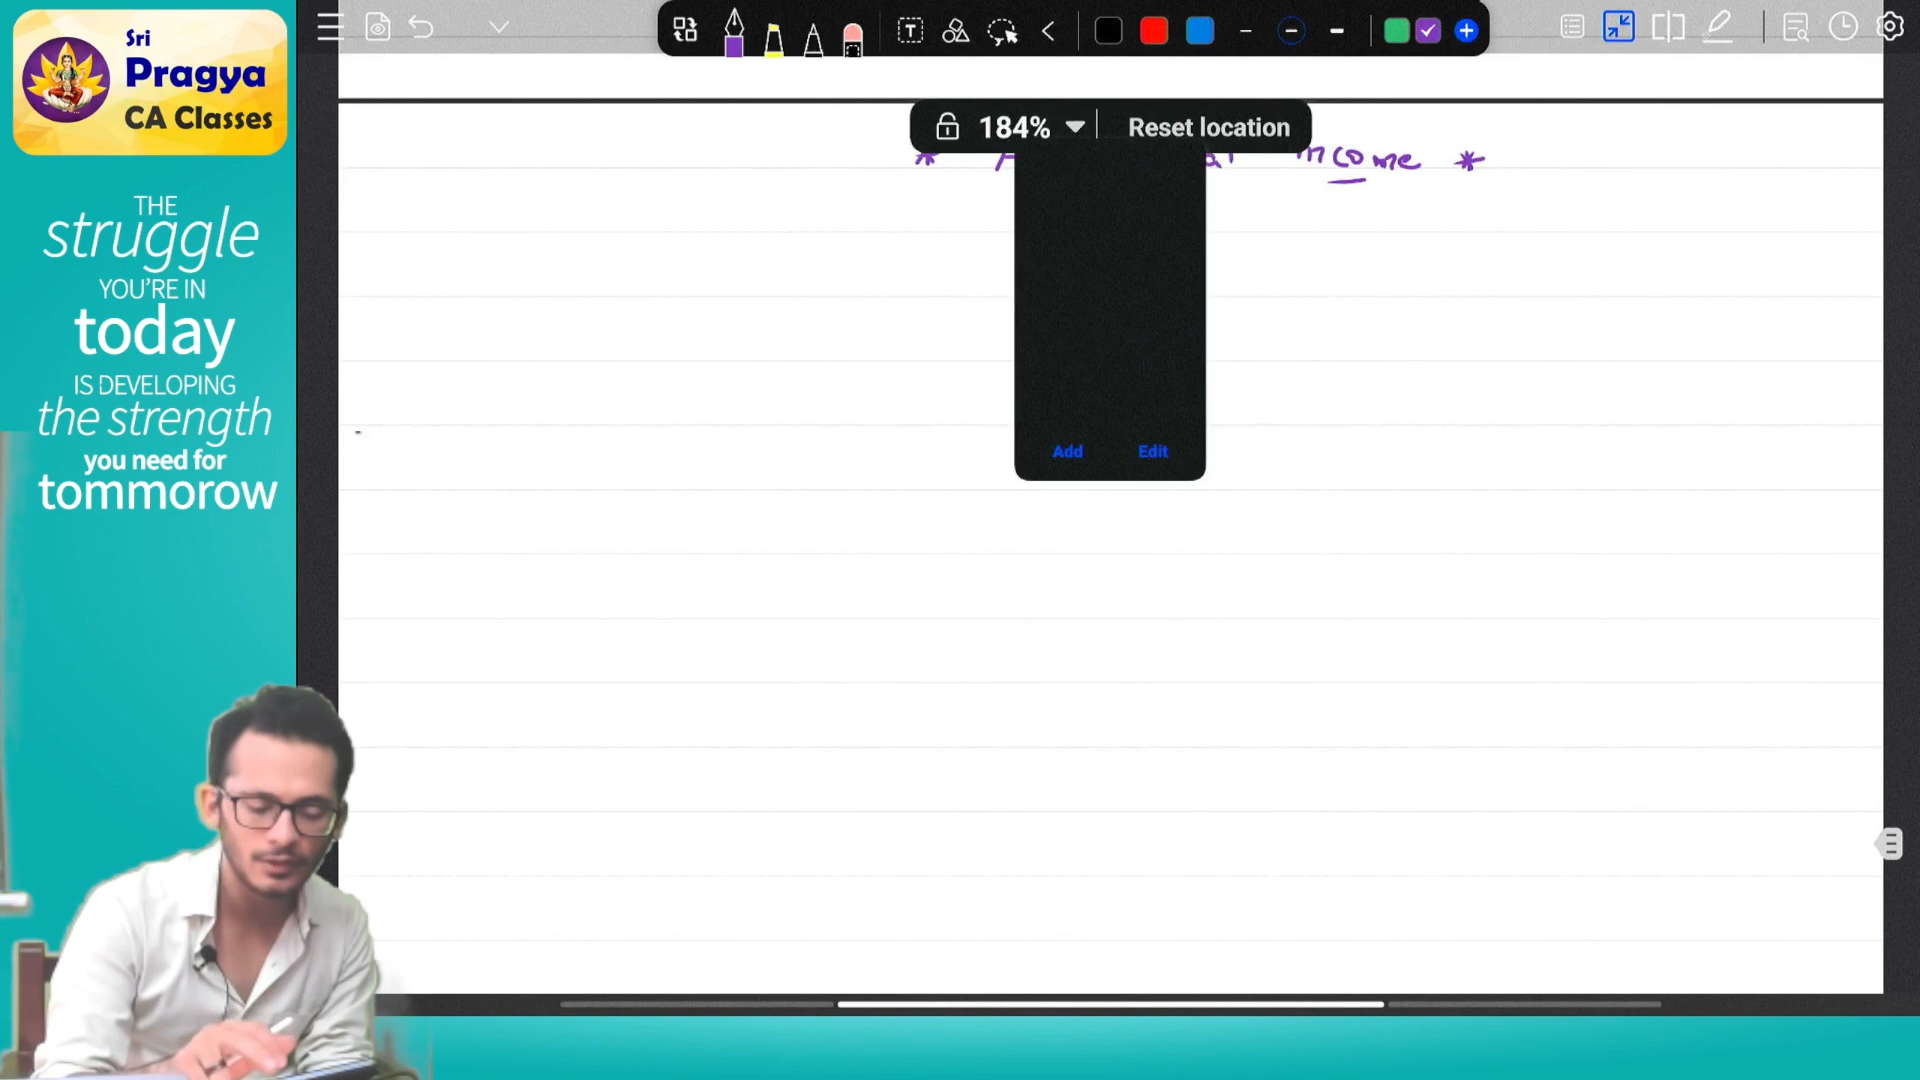 Sri
Pragya
CA Classes
THE
struggle
YOU'RE IN
today
IS DEVELOPING
the strength
you need for
tommorow
184% Reset location
* income *
Add Edit